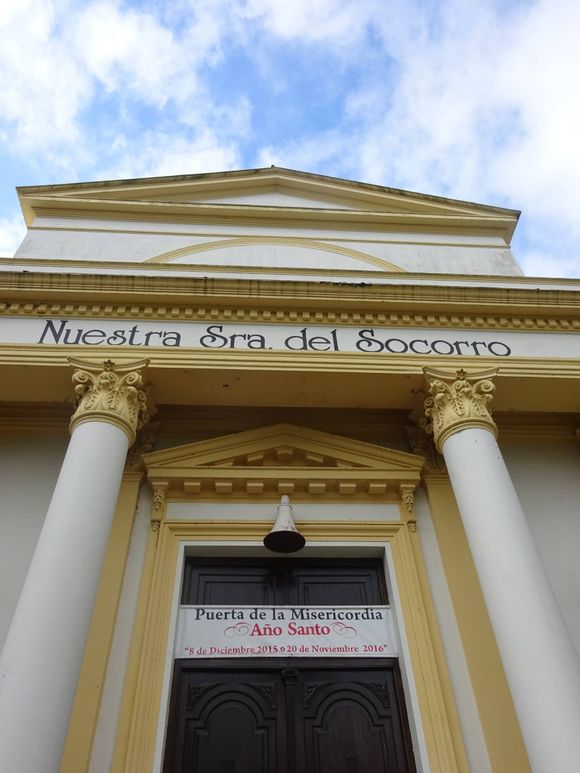 Nuestra Sra. del Socorro
Puerta de la Misericordia
Año Santo
"8 de Diciembre 2015 a 20 de Noviembre 2016"